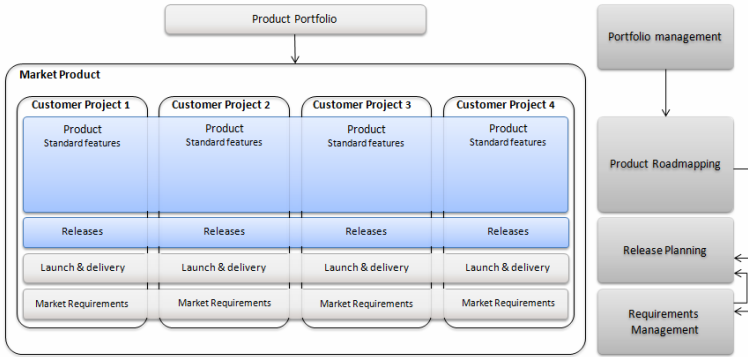 Product Portfolio
Portfolio management
Market Product
Customer Project 1 Customer Project 2 Customer Project 3 Customer Project 4
Product Product Product Product
Standard features Standard features Standard features Standard features
Product Roadmapping
Releases Releases Releases Releases
Release Planning
Launch & delivery Launch & delivery Launch & delivery Launch & delivery
Market Requirements Market Requirements Market Requirements Market Requirements
Requirements
Management